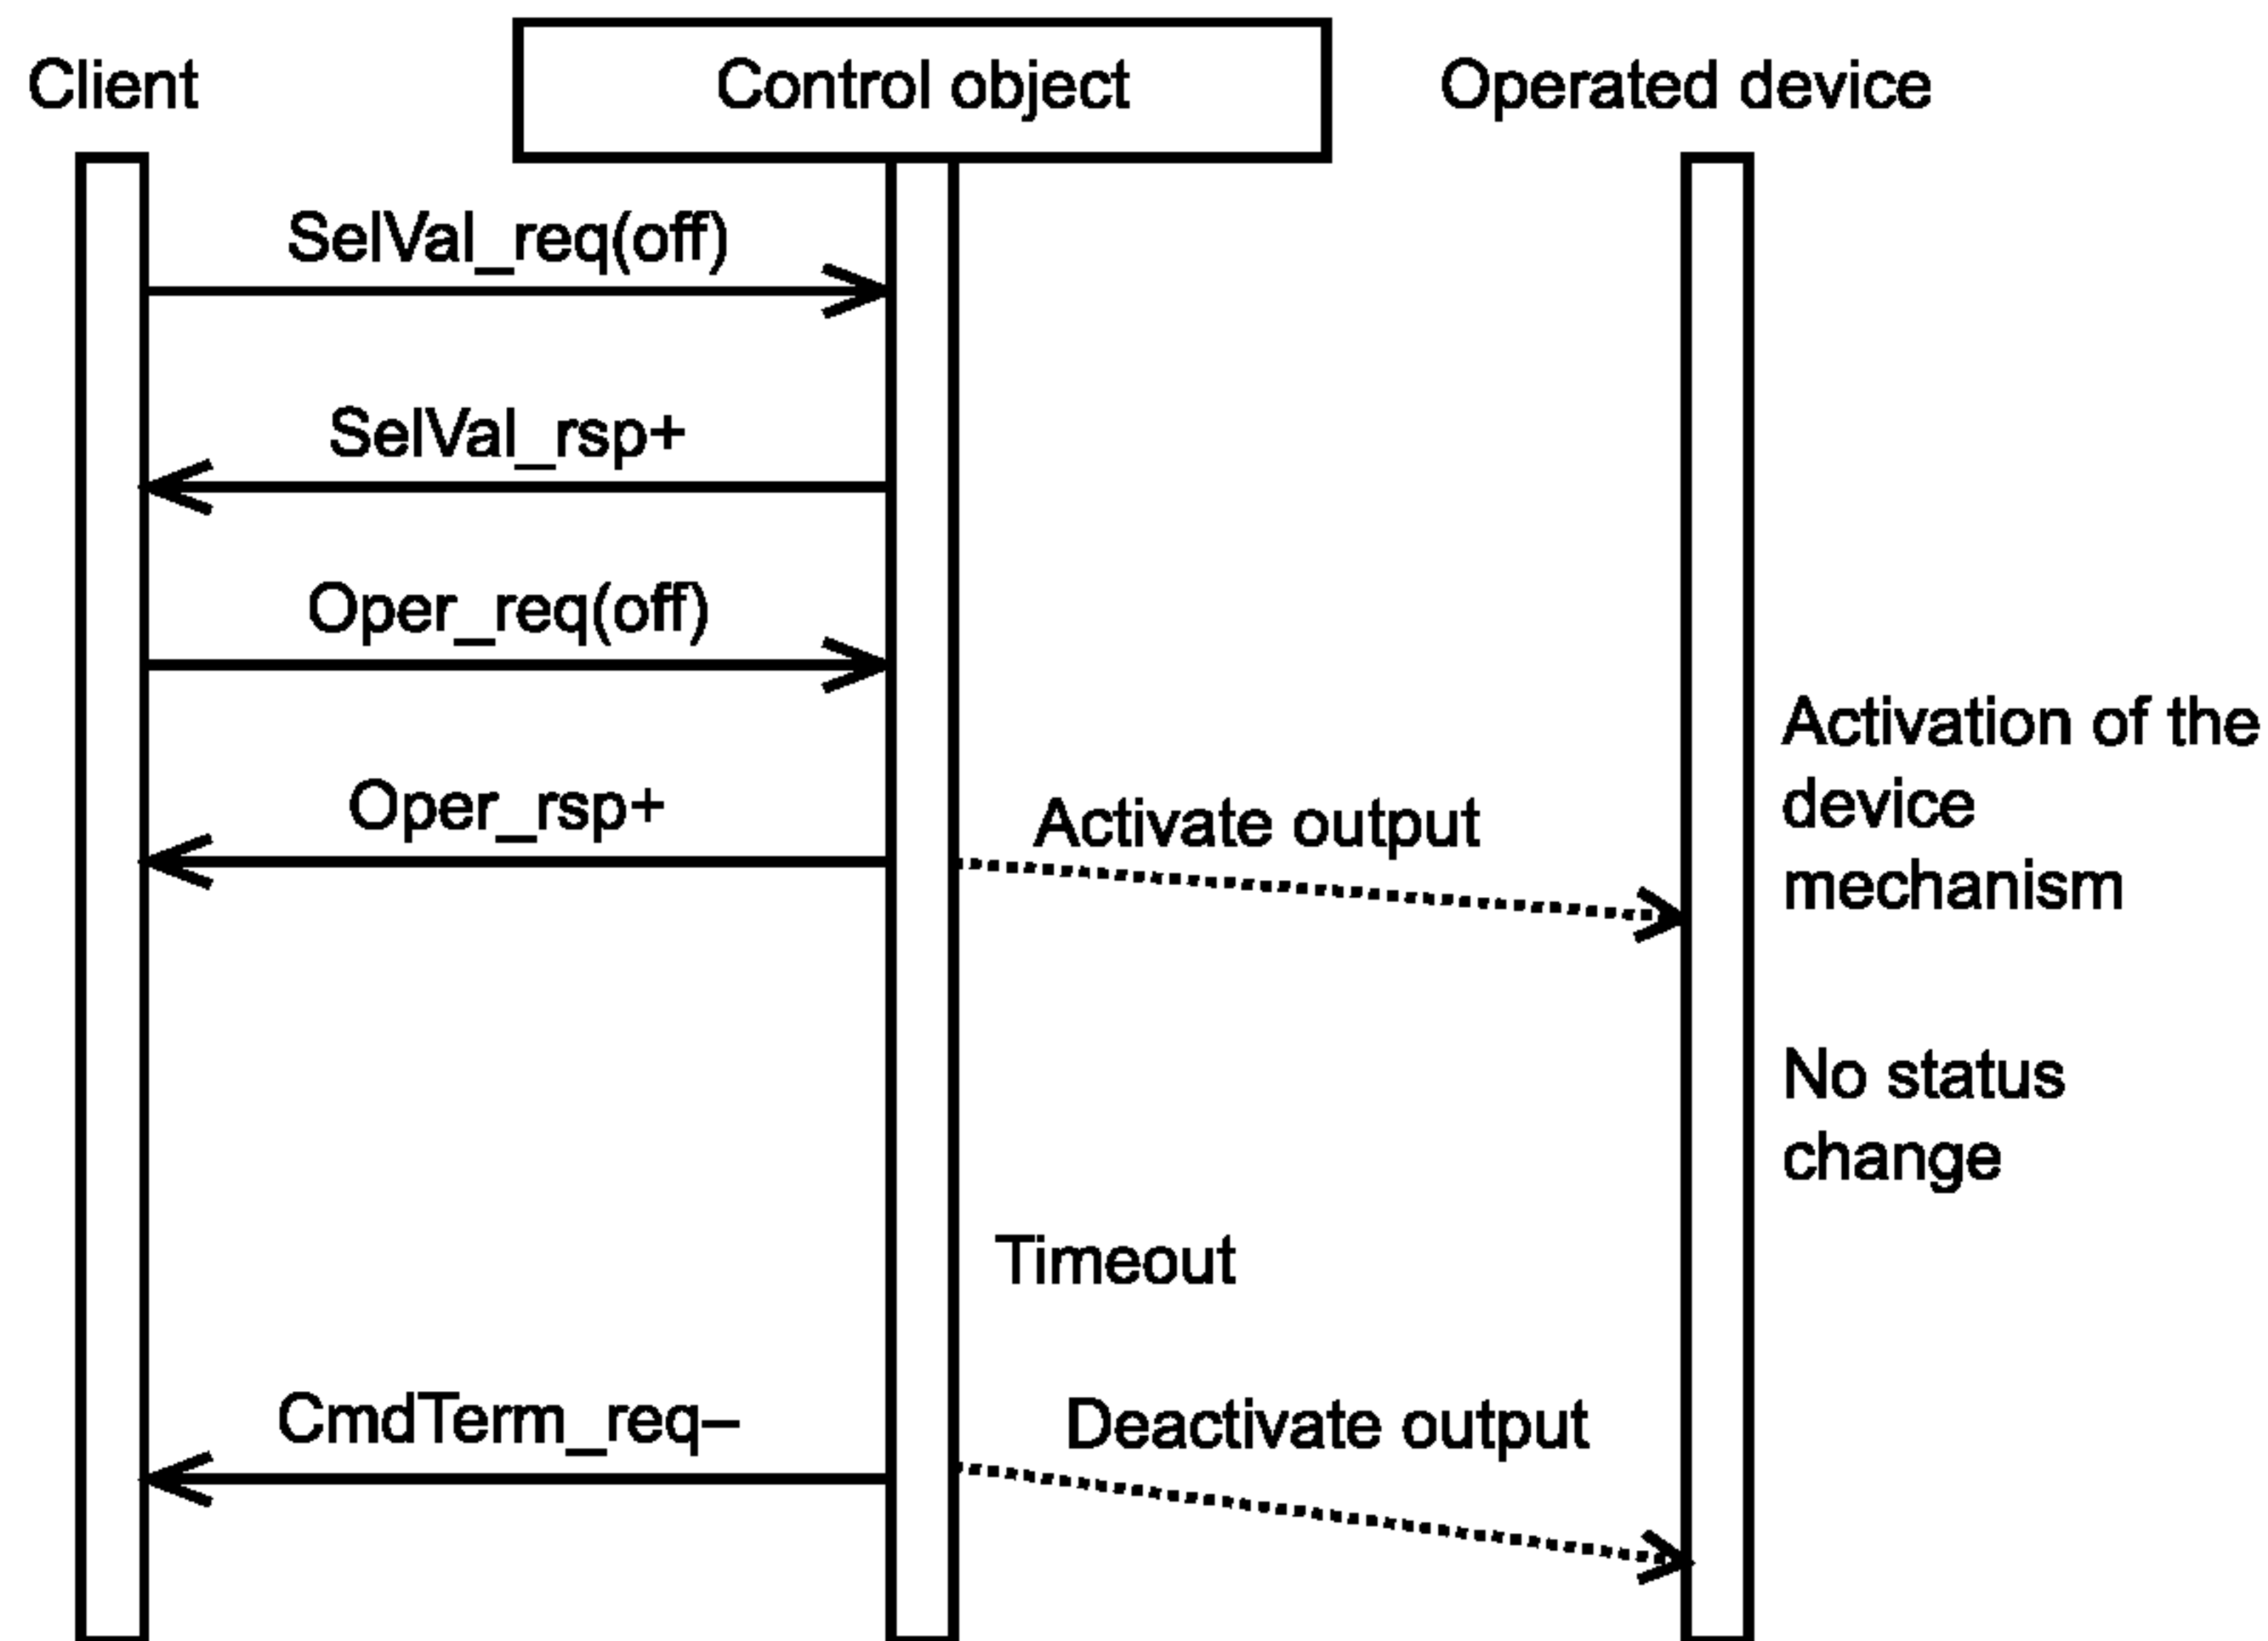 Client
Control object
Operated device
SelVal_req(off)
SelVal_rsp+
Oper_req(off)
Oper_rsp+
Activate output
Activation of the
device
mechanism
No status
change
Timeout
CmdTerm_req–
Deactivate output